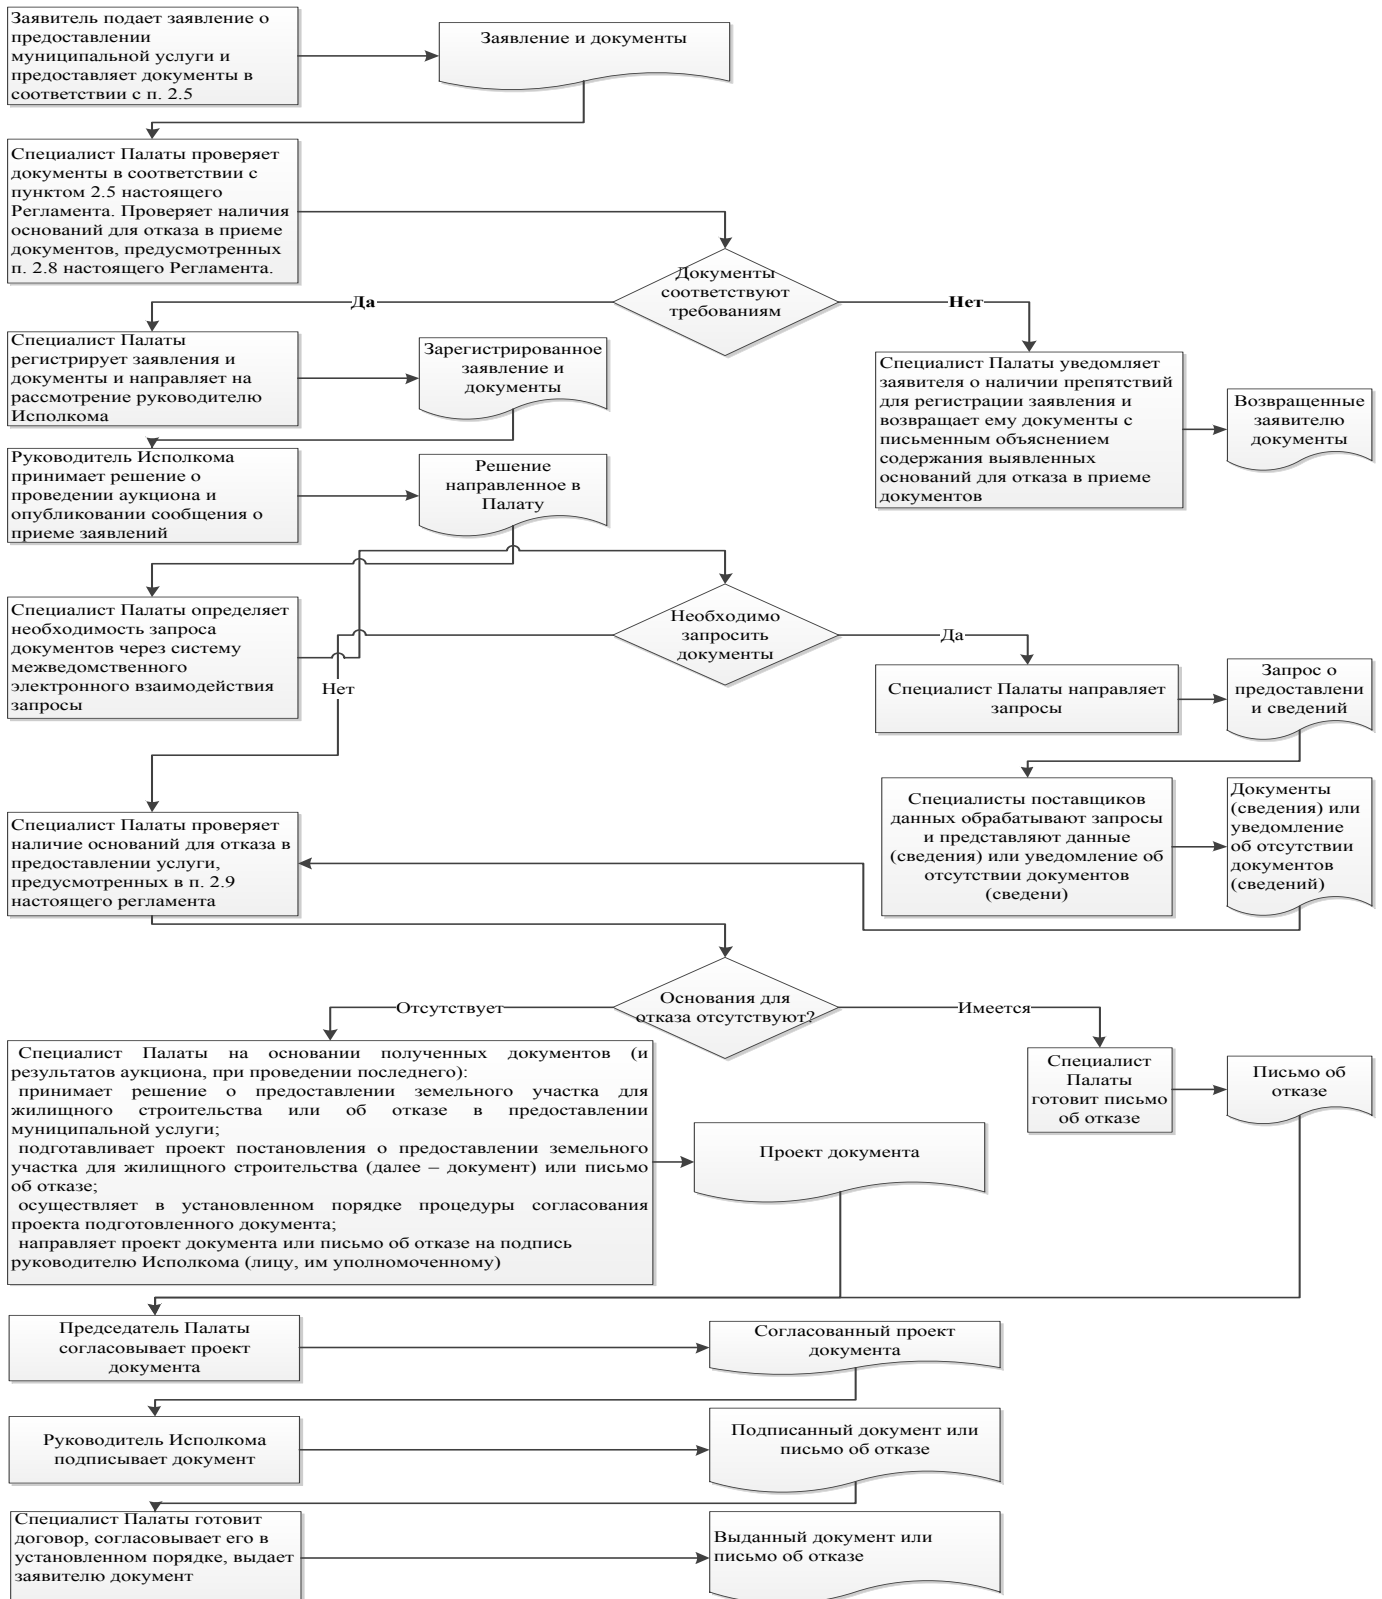 Заявитель подает заявление о
предоставлении
муниципальной услуги и
предоставляет документы в
соответствии с п. 2.5
Заявление и документы
Специалист Палаты проверяет
документы в соответствии с
пунктом 2.5 настоящего
Регламента. Проверяет наличия
оснований для отказа в приеме
документов, предусмотренных
п. 2.8 настоящего Регламента.
Документы
соответствуют
требованиям
Да
Нет
Специалист Палаты
регистрирует заявления и
документы и направляет на
рассмотрение руководителю
Исполкома
Зарегистрированное
заявление и
документы
Специалист Палаты уведомляет
заявителя о наличии препятствий
для регистрации заявления и
возвращает ему документы с
письменным объяснением
содержания выявленных
оснований для отказа в приеме
документов
Возвращенные
заявителю
документы
Руководитель Исполкома
принимает решение о
проведении аукциона и
опубликовании сообщения о
приеме заявлений
Решение
направленное в
Палату
Специалист Палаты определяет
необходимость запроса
документов через систему
межведомственного
электронного взаимодействия
запросы
Необходимо
запросить
документы
Да
Нет
Специалист Палаты направляет
запросы
Запрос о
предоставлени
и сведений
Специалисты поставщиков
данных обрабатывают запросы
и представляют данные
(сведения) или уведомление об
отсутствии документов
(сведени)
Документы
(сведения) или
уведомление
об отсутствии
документов
(сведений)
Специалист Палаты проверяет
наличие оснований для отказа в
предоставлении услуги,
предусмотренных в п. 2.9
настоящего регламента
Основания для
отказа отсутствуют?
Отсутствует
Имеется
Специалист Палаты на основании полученных документов (и
результатов аукциона, при проведении последнего):
принимает решение о предоставлении земельного участка для
жилищного строительства или об отказе в предоставлении
муниципальной услуги;
подготавливает проект постановления о предоставлении земельного
участка для жилищного строительства (далее – документ) или письмо
об отказе;
осуществляет в установленном порядке процедуры согласования
проекта подготовленного документа;
направляет проект документа или письмо об отказе на подпись
руководителю Исполкома (лицу, им уполномоченному)
Проект документа
Специалист
Палаты
готовит письмо
об отказе
Письмо об
отказе
Председатель Палаты
согласовывает проект
документа
Согласованный проект
документа
Руководитель Исполкома
подписывает документ
Подписанный документ или
письмо об отказе
Специалист Палаты готовит
договор, согласовывает его в
установленном порядке, выдает
заявителю документ
Выданный документ или
письмо об отказе